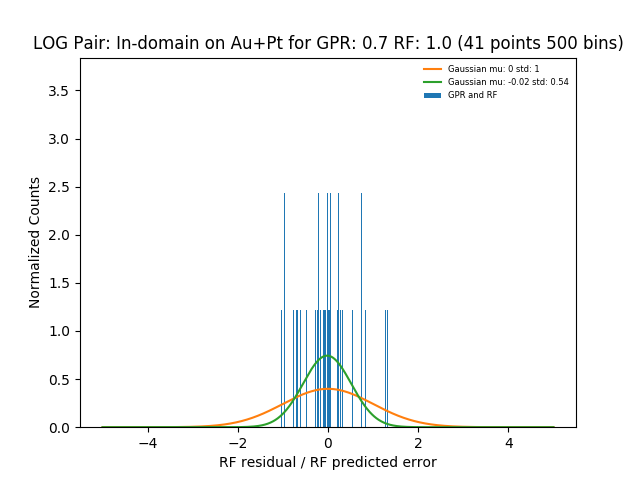 LOG Pair: In-domain on Au+Pt for GPR: 0.7 RF: 1.0 (41 points 500 bins)
Gaussian mu: 0 std: 1
Gaussian mu: -0.02 std: 0.54
GPR and RF
3.5
3.0
2.5
2.0
1.5
1.0
0.5
0.0
Normalized Counts
−4 −2 0 2 4
RF residual / RF predicted error